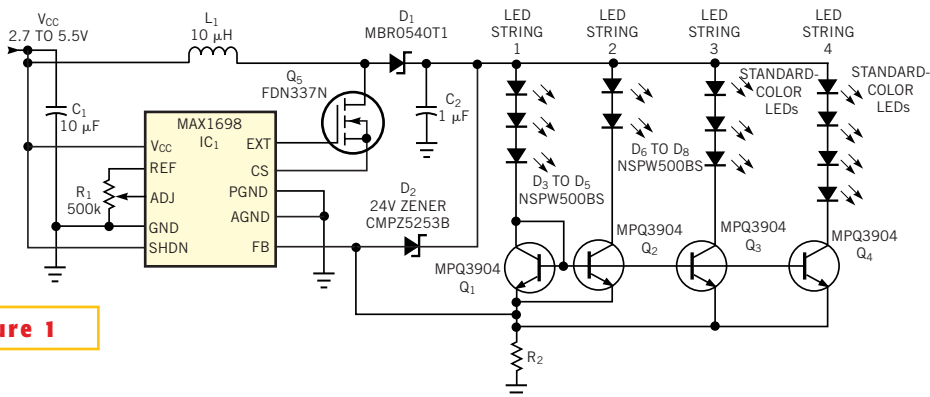 VCC
2.7 TO 5.5V
L1
10 µH
D1
MBR0540T1
LED
STRING
1
LED
STRING
2
LED
STRING
3
LED
STRING
4
STANDARD-
COLOR
LEDs
STANDARD-
COLOR
LEDs
Q5
FDN337N
C1
10 µF
C2
1 µF
MAX1698
IC1
VCC
REF
ADJ
GND
SHDN
EXT
CS
PGND
AGND
FB
R1
500k
D2
24V ZENER
CMPZ5253B
D3 TO D5
NSPW500BS
D6 TO D8
NSPW500BS
MPQ3904
Q1
MPQ3904
Q2
MPQ3904
Q3
MPQ3904
Q4
R2
ure 1